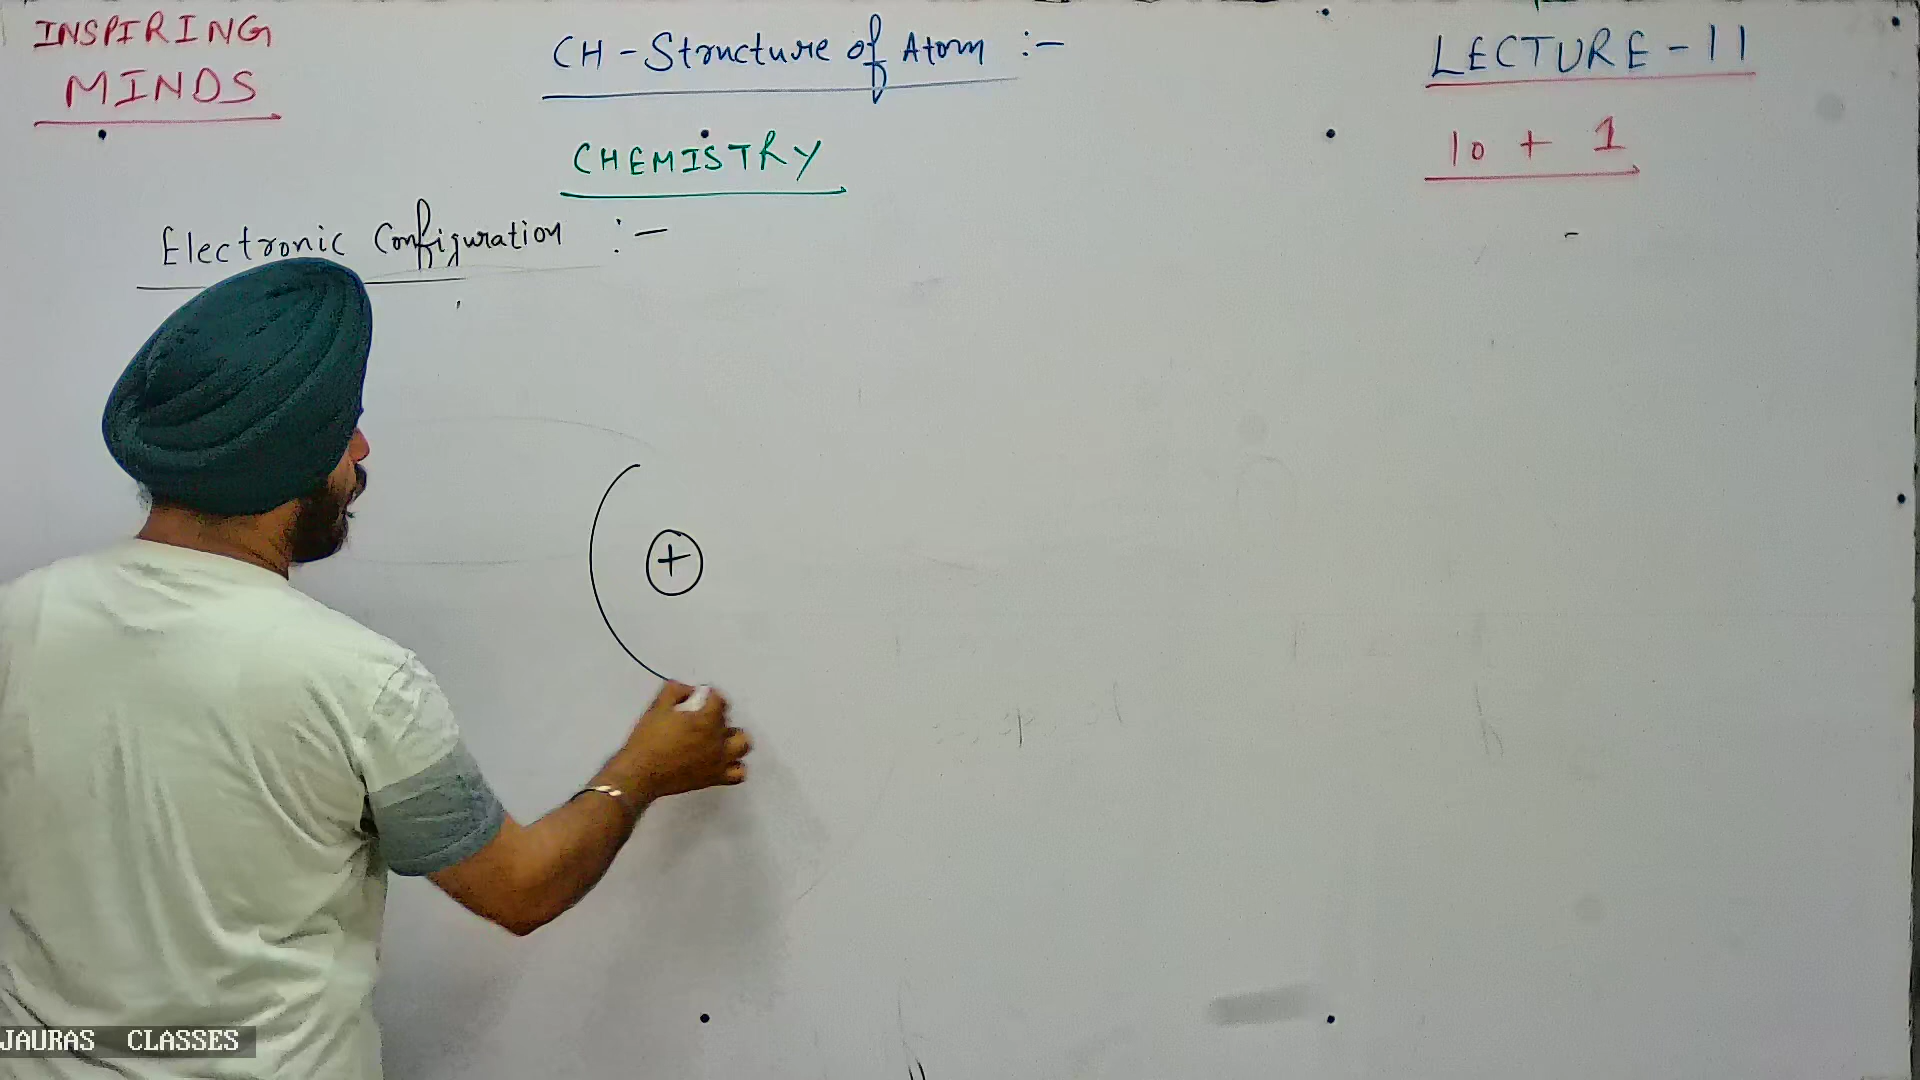 INSPIRING
MINDS
CH - Structure of Atom :-
LECTURE - 11
CHEMISTRY
10 + 1
Electronic Configuration :-
+
JAURAS CLASSES